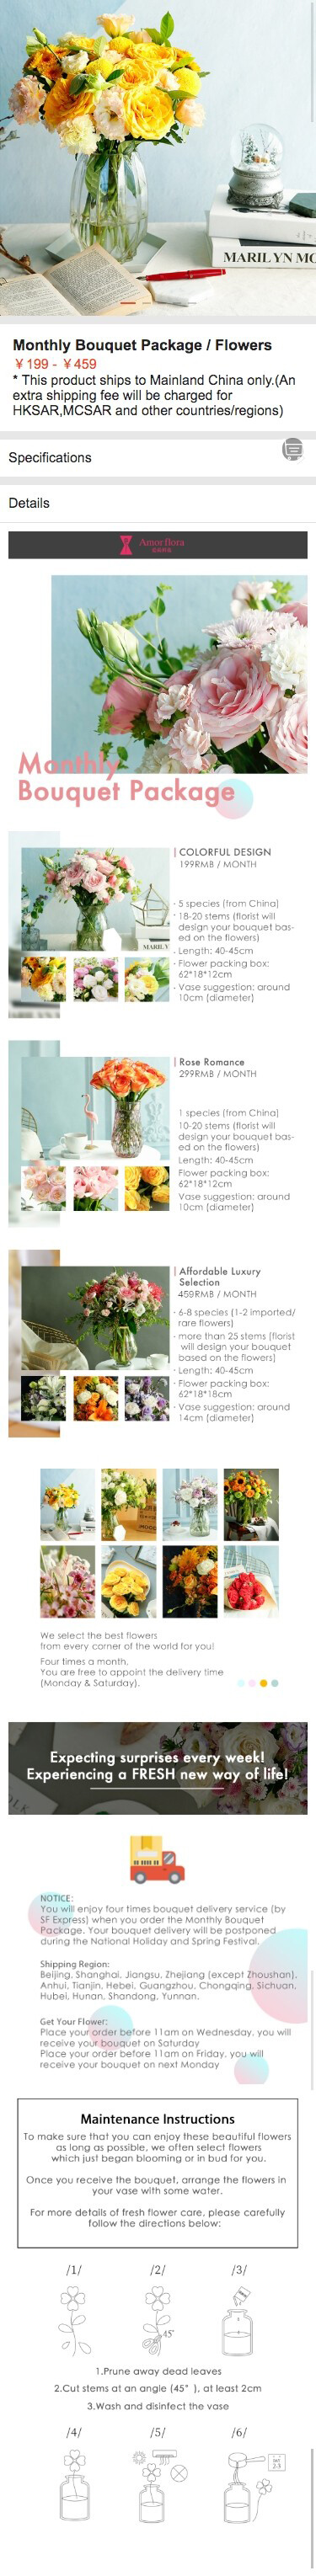 MARILYN MO
Monthly Bouquet Package / Flowers
¥ 199 - ¥ 459
* This product ships to Mainland China only.(An
extra shipping fee will be charged for
HKSAR,MCSAR and other countries/regions)
Specifications
Details
Amorflora
Monthly
Bouquet Package
COLORFUL DESIGN
199RMB / MONTH
· 5 species (from China)
· 18-20 stems (florist will
design your bouquet bas-
ed on the flowers)
· Length: 40-45cm
· Flower packing box:
62*18*12cm
· Vase suggestion: around
10cm (diameter)
MARILY
Rose Romance
299RMB / MONTH
1 species (from China)
10-20 stems (florist will
design your bouquet bas-
ed on the flowers)
Length: 40-45cm
Flower packing box:
62*18*12cm
Vase suggestion: around
10cm (diameter)
Affordable Luxury
Selection
459RMB / MONTH
· 6-8 species (1-2 imported/
rare flowers)
· more than 25 stems (florist
will design your bouquet
based on the flowers)
· Length: 40-45cm
· Flower packing box:
62*18*18cm
· Vase suggestion: around
14cm (diameter)
We select the best flowers
from every corner of the world for you!
Four times a month,
You are free to appoint the delivery time
(Monday & Saturday).
Expecting surprises every week!
Experiencing a FRESH new way of life!
NOTICE:
You will enjoy four times bouquet delivery service (by
SF Express) when you order the Monthly Bouquet
Package. Your bouquet delivery will be postponed
during the National Holiday and Spring Festival.
Shipping Region:
Beijing, Shanghai, Jiangsu, Zhejiang (except Zhoushan),
Anhui, Tianjin, Hebei, Guangzhou, Chongqing, Sichuan,
Hubei, Hunan, Shandong, Yunnan.
Get Your Flower:
Place your order before 11am on Wednesday, you will
receive your bouquet on Saturday
Place your order before 11am on Friday, you will
receive your bouquet on next Monday
Maintenance Instructions
To make sure that you can enjoy these beautiful flowers
as long as possible, we often select flowers
which just began blooming or in bud for you.
Once you receive the bouquet, arrange the flowers in
your vase with some water.
For more details of fresh flower care, please carefully
follow the directions below:
/1/ /2/ /3/
45°
1.Prune away dead leaves
2.Cut stems at an angle (45° ), at least 2cm
3.Wash and disinfect the vase
/4/ /5/ /6/